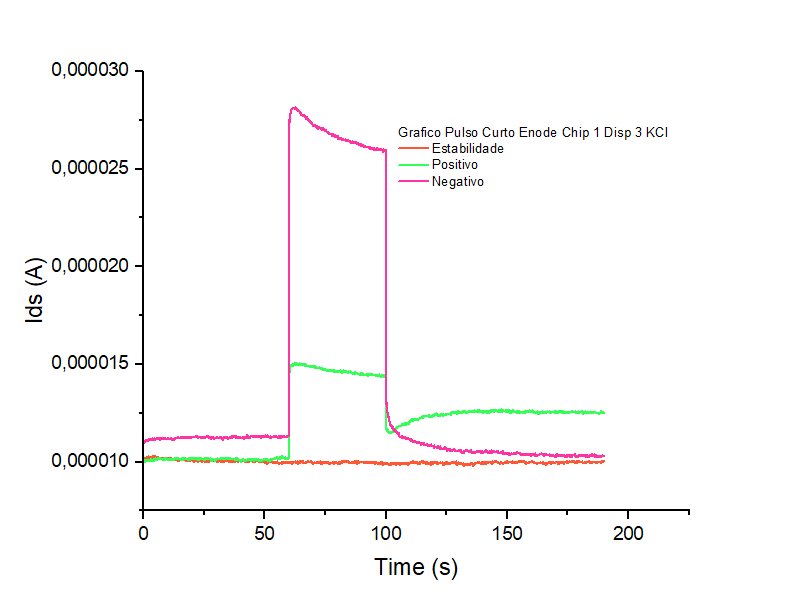 0,000030
0,000025
0,000020
0,000015
0,000010
Ids (A)
Grafico Pulso Curto Enode Chip 1 Disp 3 KCl
Estabilidade
Positivo
Negativo
0 50 100 150 200
Time (s)